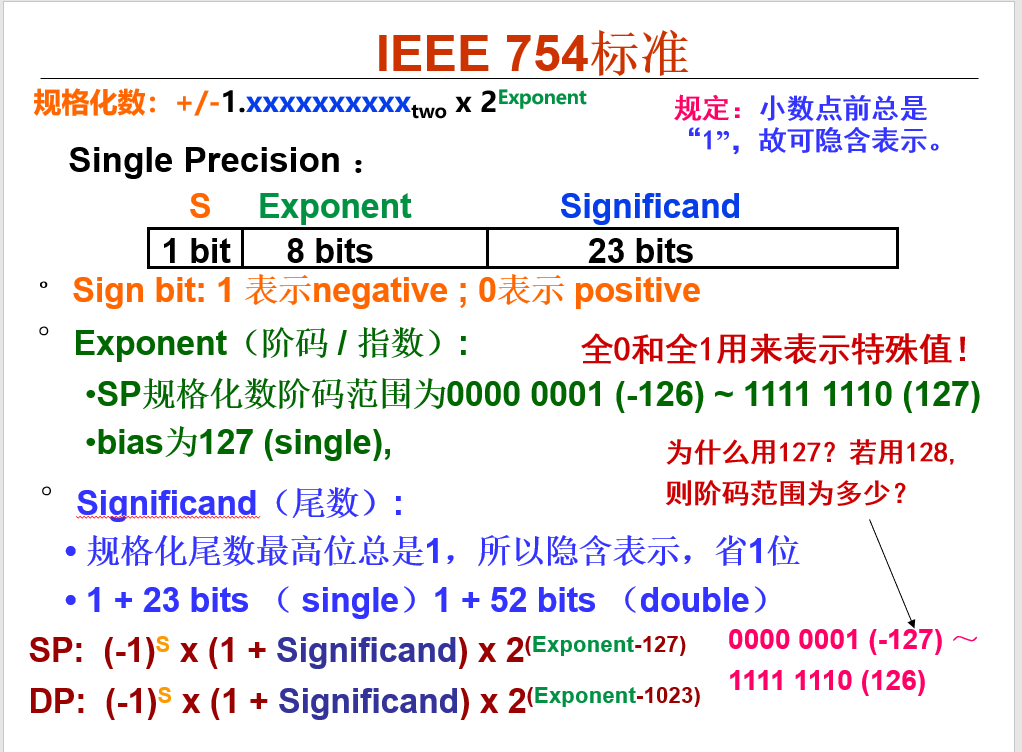 IEEE 754标准
规格化数：+/-1.xxxxxxxxxxtwo x 2Exponent
规定：小数点前总是
“1”，故可隐含表示。
Single Precision ：
S Exponent Significand
1 bit 8 bits 23 bits
° Sign bit: 1 表示negative ; 0表示 positive
° Exponent（阶码 / 指数）:
全0和全1用来表示特殊值！
•SP规格化数阶码范围为0000 0001 (-126) ~ 1111 1110 (127)
•bias为127 (single),
为什么用127？若用128,
则阶码范围为多少？
° Significand（尾数）:
• 规格化尾数最高位总是1，所以隐含表示，省1位
• 1 + 23 bits （ single）1 + 52 bits （double）
SP: (-1)S x (1 + Significand) x 2(Exponent-127)
0000 0001 (-127) ～
1111 1110 (126)
DP: (-1)S x (1 + Significand) x 2(Exponent-1023)